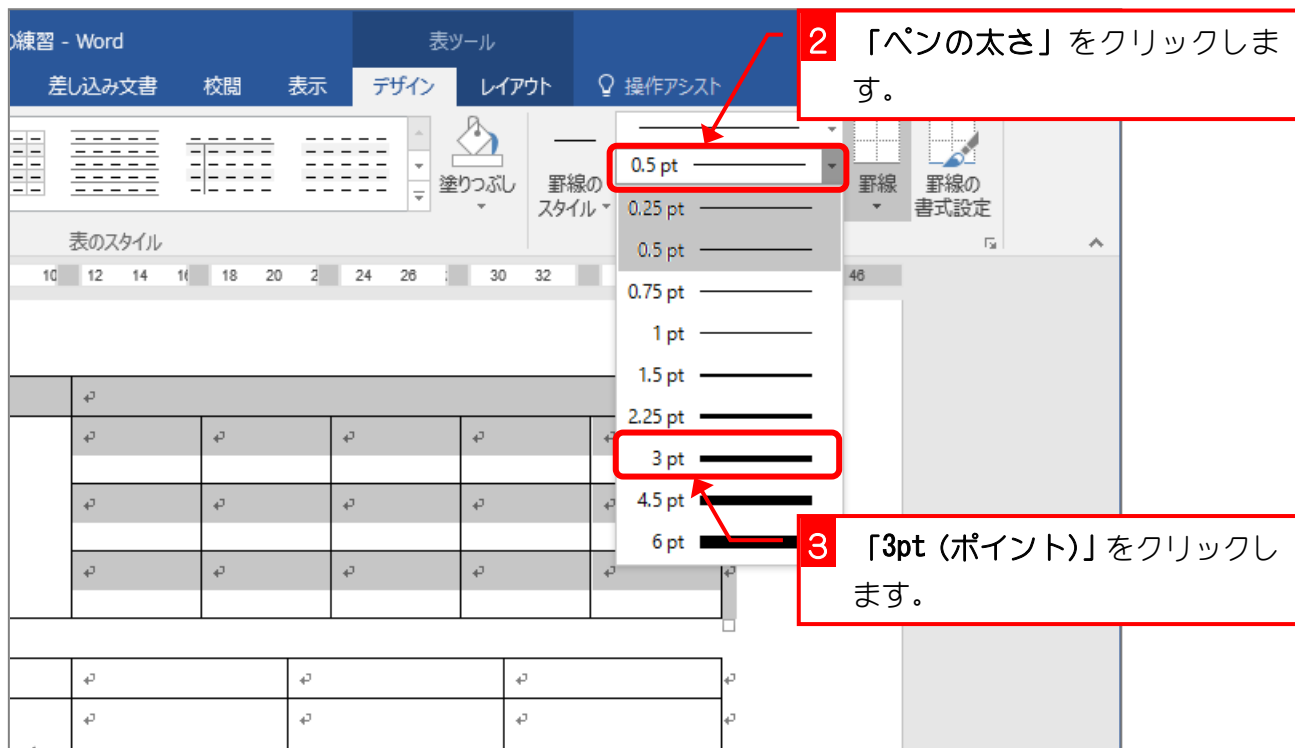 の練習 - Word
表ツール
差し込み文書 校閲 表示 デザイン レイアウト 操作アシスト
2 「ペンの太さ」をクリックしま
す。
0.5 pt
塗りつぶし
罫線の
スタイル
罫線
罫線の
書式設定
表のスタイル
0.25 pt
0.5 pt
0.75 pt
1 pt
1.5 pt
2.25 pt
3 pt
4.5 pt
6 pt
10 12 14 16 18 20 2 24 26 30 32 46
3 「3pt（ポイント）」をクリックし
ます。